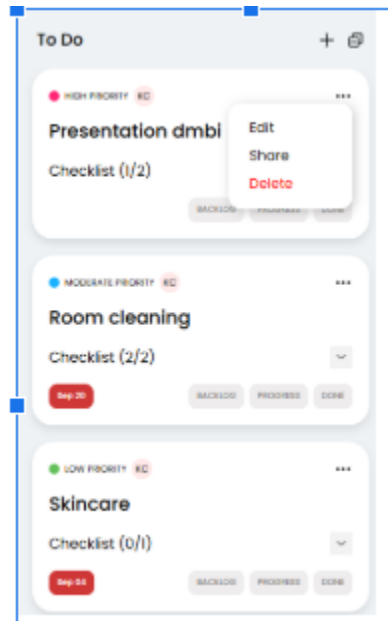 To Do
HIGH PRIORITY KC
Presentation dmbi
Edit
Checklist (1/2)
Share
Delete
BACKLOG PROGRESS DONE
MODERATE PRIORITY KC
Room cleaning
Checklist (2/2)
Sep 20 BACKLOG PROGRESS DONE
LOW PRIORITY KC
Skincare
Checklist (0/1)
Sep 04 BACKLOG PROGRESS DONE